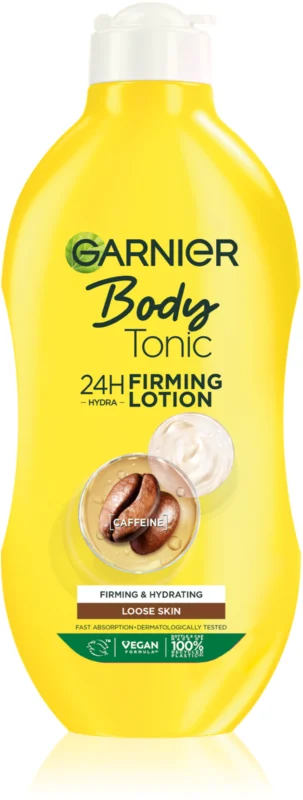 GARNIER
Body
Tonic
24H FIRMING
– HYDRA – LOTION
[CAFFEINE]
FIRMING & HYDRATING
LOOSE SKIN
FAST ABSORPTION • DERMATOLOGICALLY TESTED
VEGAN
FORMULA
100%